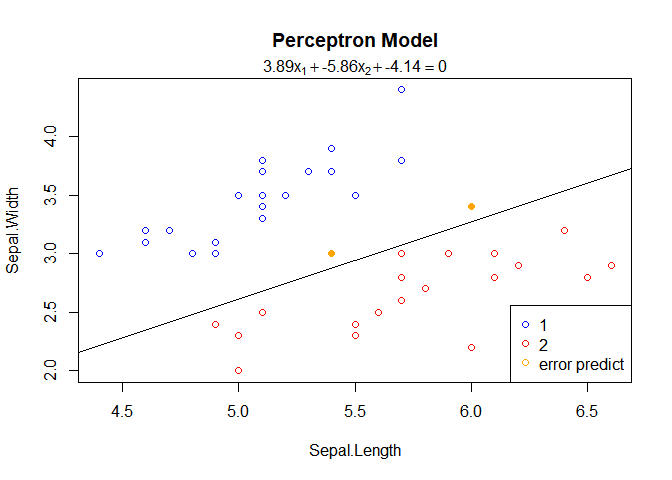 Perceptron Model
3.89x₁ + -5.86x₂ + -4.14 = 0
Sepal.Width
4.0
3.5
3.0
2.5
2.0
4.5
5.0
5.5
6.0
6.5
Sepal.Length
1
2
error predict